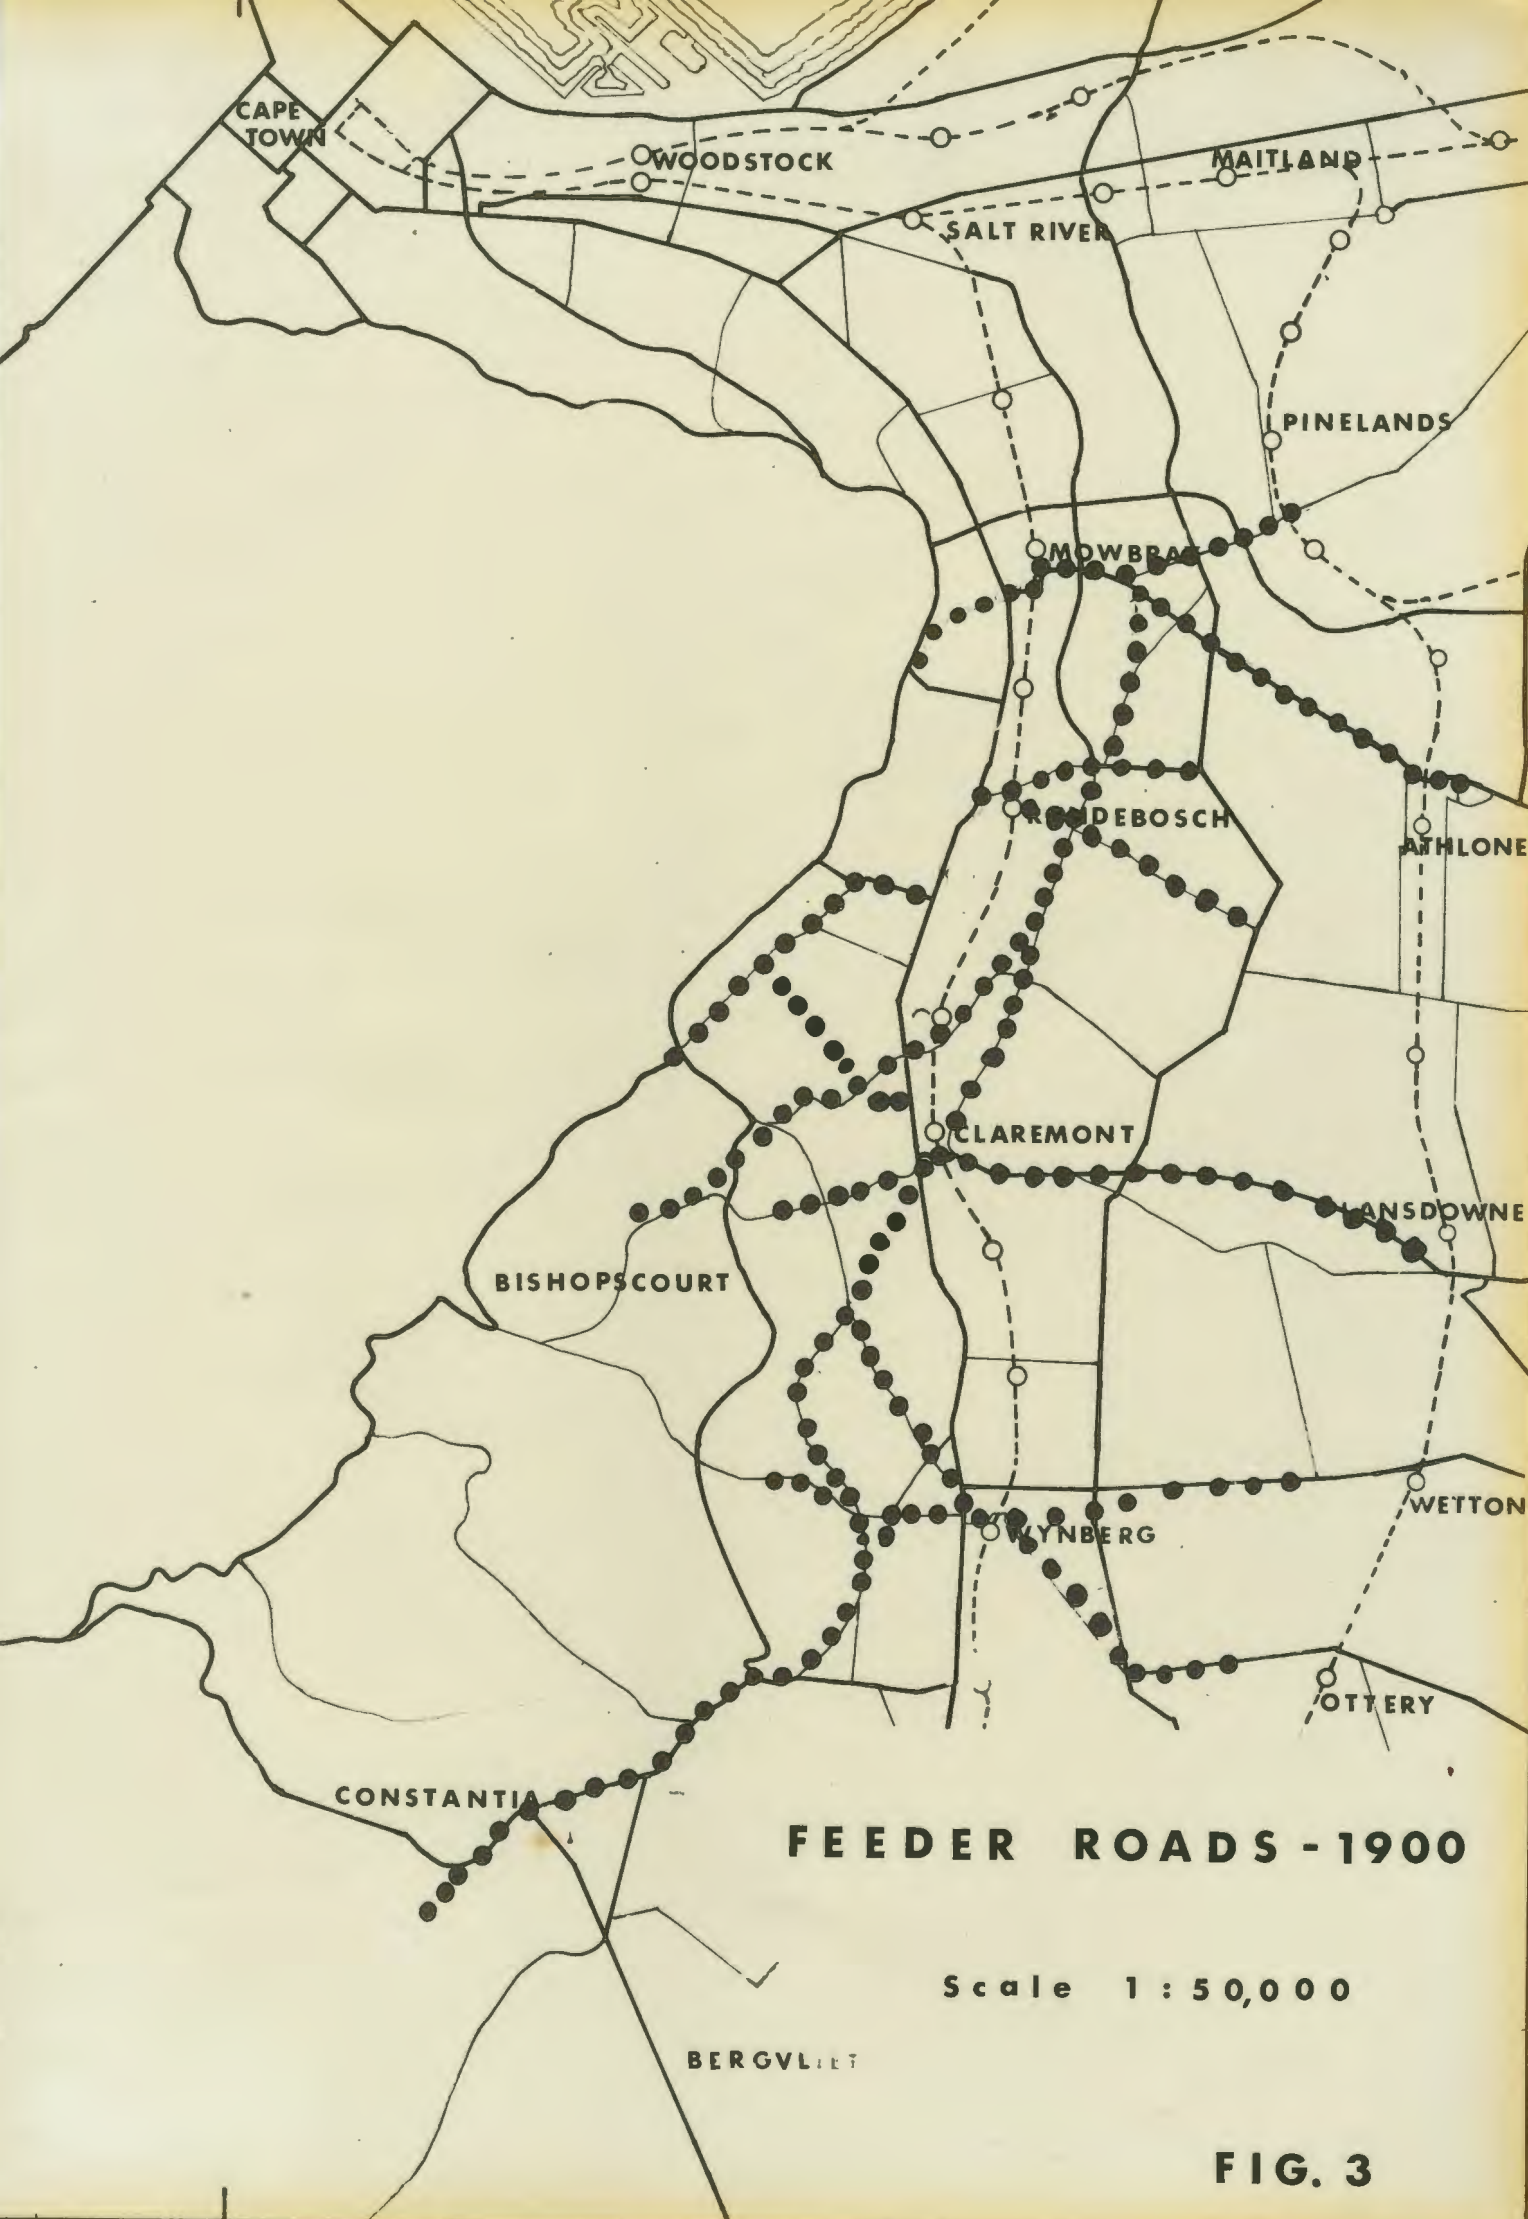 CAPE
TOWN
WOODSTOCK
MAITLAND
SALT RIVER
PINELANDS
MOWBRAY
RONDEBOSCH
ATHLONE
CLAREMONT
LANSDOWNE
BISHOPSCOURT
WETTON
WYNBERG
OTTERY
CONSTANTIA
FEEDER ROADS - 1900
Scale 1 : 50,000
BERGVLIET
FIG. 3